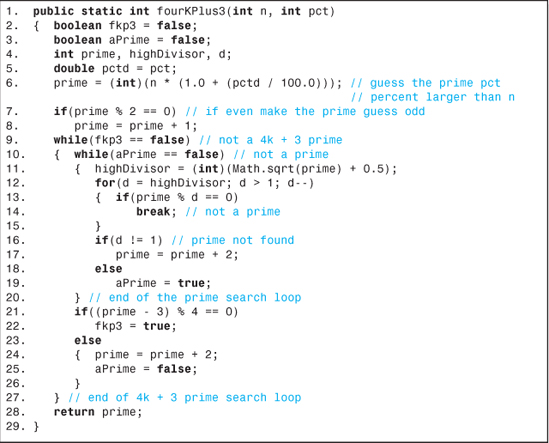 1. public static int fourKPlus3(int n, int pct)
2. { boolean fkp3 = false;
3. boolean aPrime = false;
4. int prime, highDivisor, d;
5. double pctd = pct;
6. prime = (int)(n * (1.0 + (pctd / 100.0))); // guess the prime pct
// percent larger than n
7. if(prime % 2 == 0) // if even make the prime guess odd
8. prime = prime + 1;
9. while(fkp3 == false) // not a 4k + 3 prime
10. { while(aPrime == false) // not a prime
11. { highDivisor = (int)(Math.sqrt(prime) + 0.5);
12. for(d = highDivisor; d > 1; d--)
13. { if(prime % d == 0)
14. break; // not a prime
15. }
16. if(d != 1) // prime not found
17. prime = prime + 2;
18. else
19. aPrime = true;
20. } // end of the prime search loop
21. if((prime - 3) % 4 == 0)
22. fkp3 = true;
23. else
24. { prime = prime + 2;
25. aPrime = false;
26. }
27. } // end of 4k + 3 prime search loop
28. return prime;
29. }